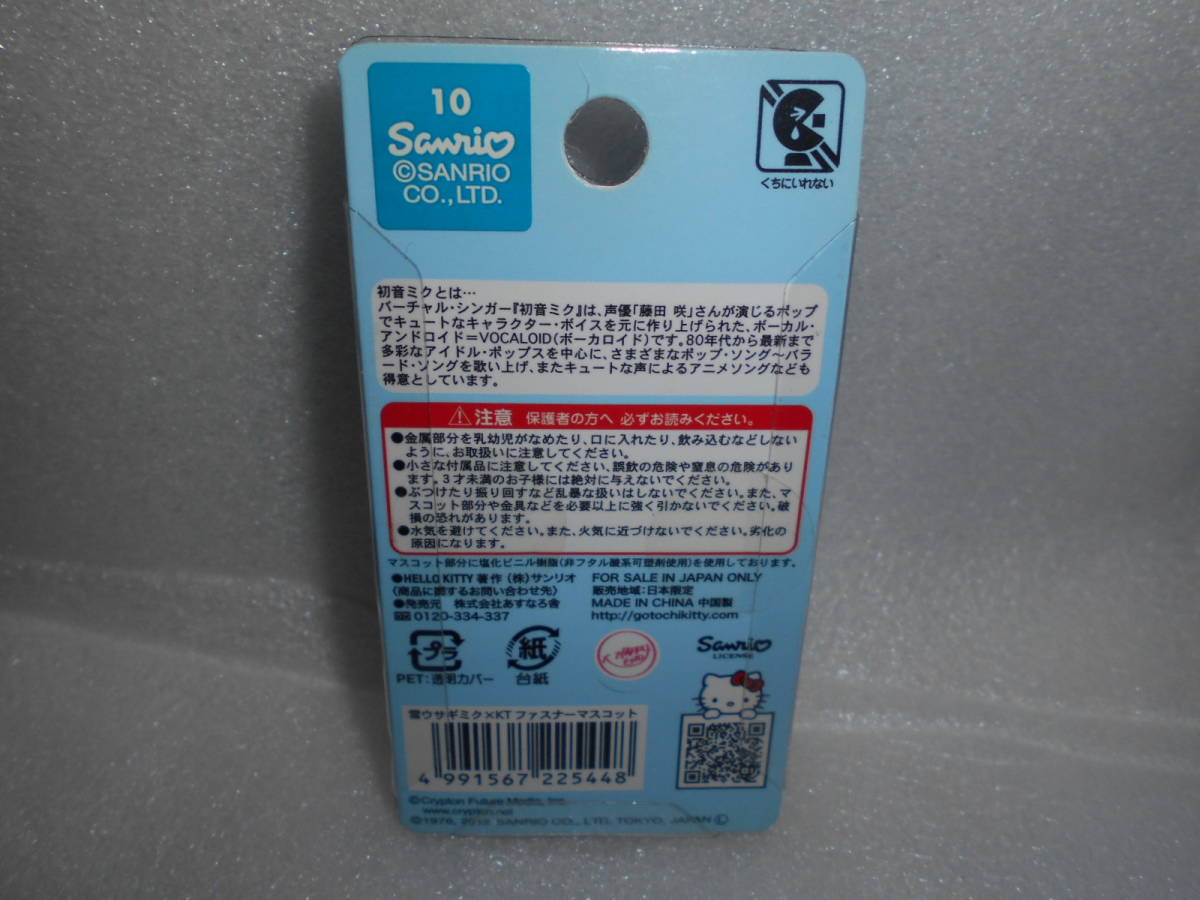 10
Sanrio
©SANRIO
CO.,LTD.
くちにいれない
初音ミクとは…
バーチャル・シンガー『初音ミク』は、声優「藤田 咲」さんが演じるポップ
でキュートなキャラクター・ボイスを元に作り上げられた、ボーカル・
アンドロイド=VOCALOID(ボーカロイド)です。80年代から最新まで
多彩なアイドル・ポップスを中心に、さまざまなポップ・ソング〜バラ
ード・ソングを歌い上げ、またキュートな声によるアニメソングなども
得意としています。
注意 保護者の方へ 必ずお読みください。
●金属部分を乳幼児がなめたり、口に入れたり、飲み込むなどしない
ように、お取扱いに注意してください。
●小さな付属品に注意してください、誤飲の危険や窒息の危険があり
ます。3才未満のお子様には絶対に与えないでください。
●ぶつけたり振り回すなど乱暴な扱いはしないでください。また、マ
スコット部分や金具などを必要以上に強く引かないでください。破
損の恐れがあります。
●水気を避けてください。また、火気に近づけないでください。劣化の
原因になります。
マスコット部分に塩化ビニル樹脂(非フタル酸系可塑剤使用)を使用しております。
●HELLO KITTY 著作 (株)サンリオ
(商品に関するお問い合わせ先)
●発売元 株式会社あすなろ舎
0120-334-337
FOR SALE IN JAPAN ONLY
販売地域:日本限定
MADE IN CHINA 中国製
http://gotochikitty.com
プラ
PET:透明カバー
紙
台紙
Sanrio
LICENSE
雪ウサギミク×KT ファスナーマスコット
4 991567 225448
©Crypton Future Media, Inc.
www.crypton.net
©1976, 2012 SANRIO CO., LTD. TOKYO, JAPAN Ⓛ